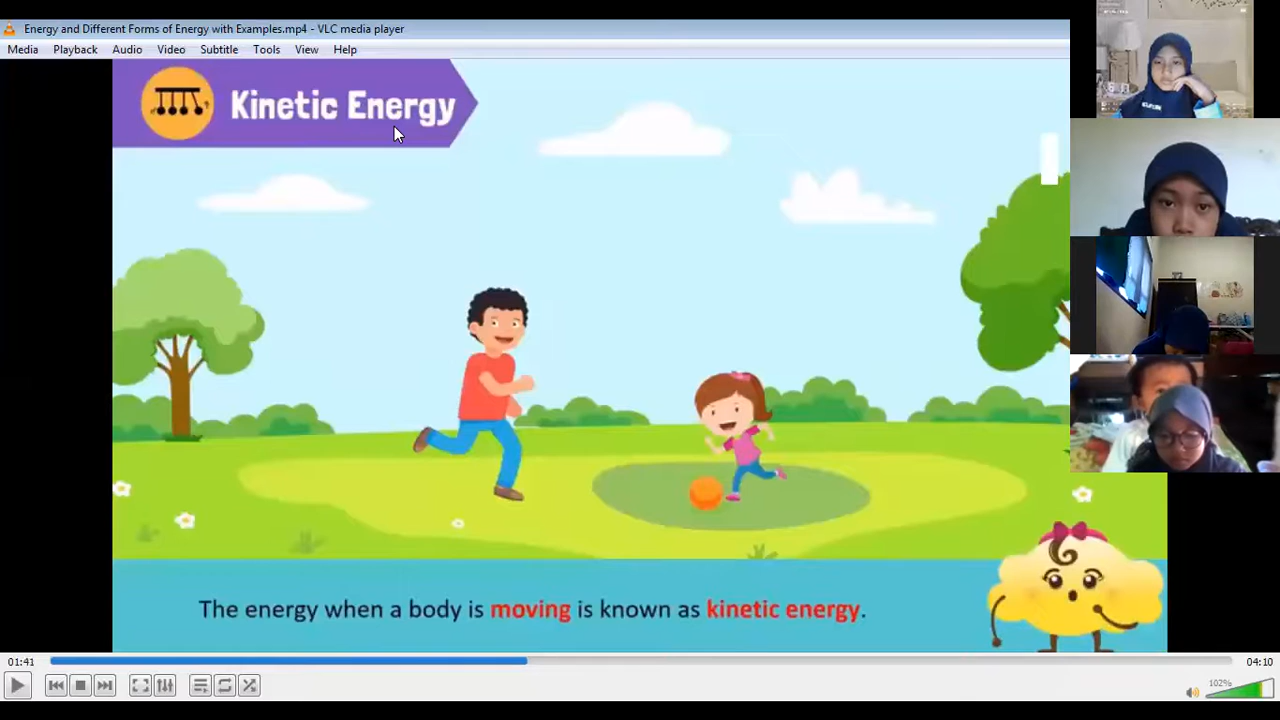 Energy and Different Forms of Energy with Examples.mp4 - VLC media player
Media Playback Audio Video Subtitle Tools View Help
Kinetic Energy
The energy when a body is moving is known as kinetic energy.
01:41
04:10
102%